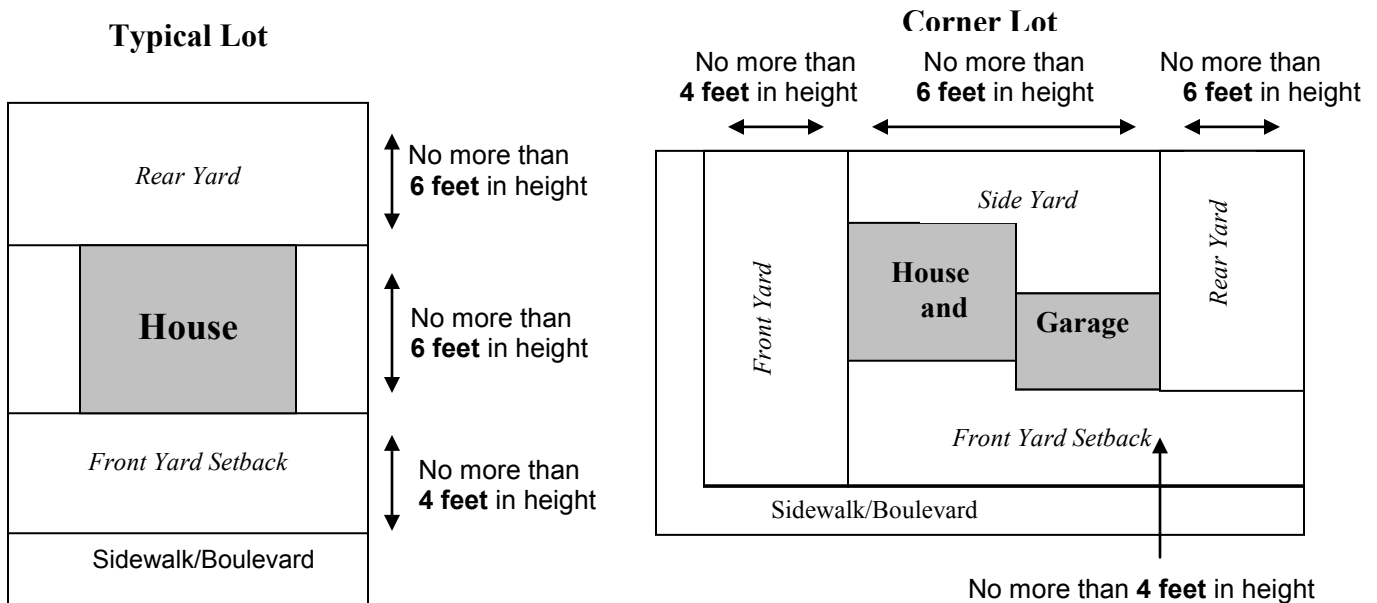 Typical Lot
Rear Yard
No more than
6 feet in height
House
No more than
6 feet in height
Front Yard Setback
No more than
4 feet in height
Sidewalk/Boulevard
Corner Lot
No more than
4 feet in height
No more than
6 feet in height
No more than
6 feet in height
Side Yard
Front Yard
House
and
Garage
Rear Yard
Front Yard Setback
Sidewalk/Boulevard
No more than 4 feet in height